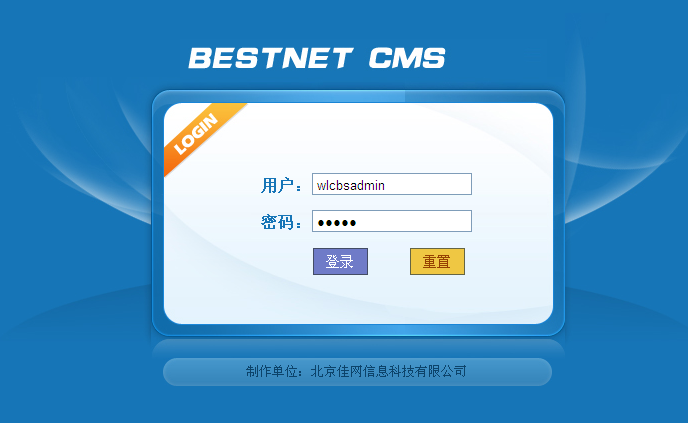 BESTNET CMS
LOGIN
用户： wlcbsadmin
密码： ●●●●●
登录 重置
制作单位：北京佳网信息科技有限公司